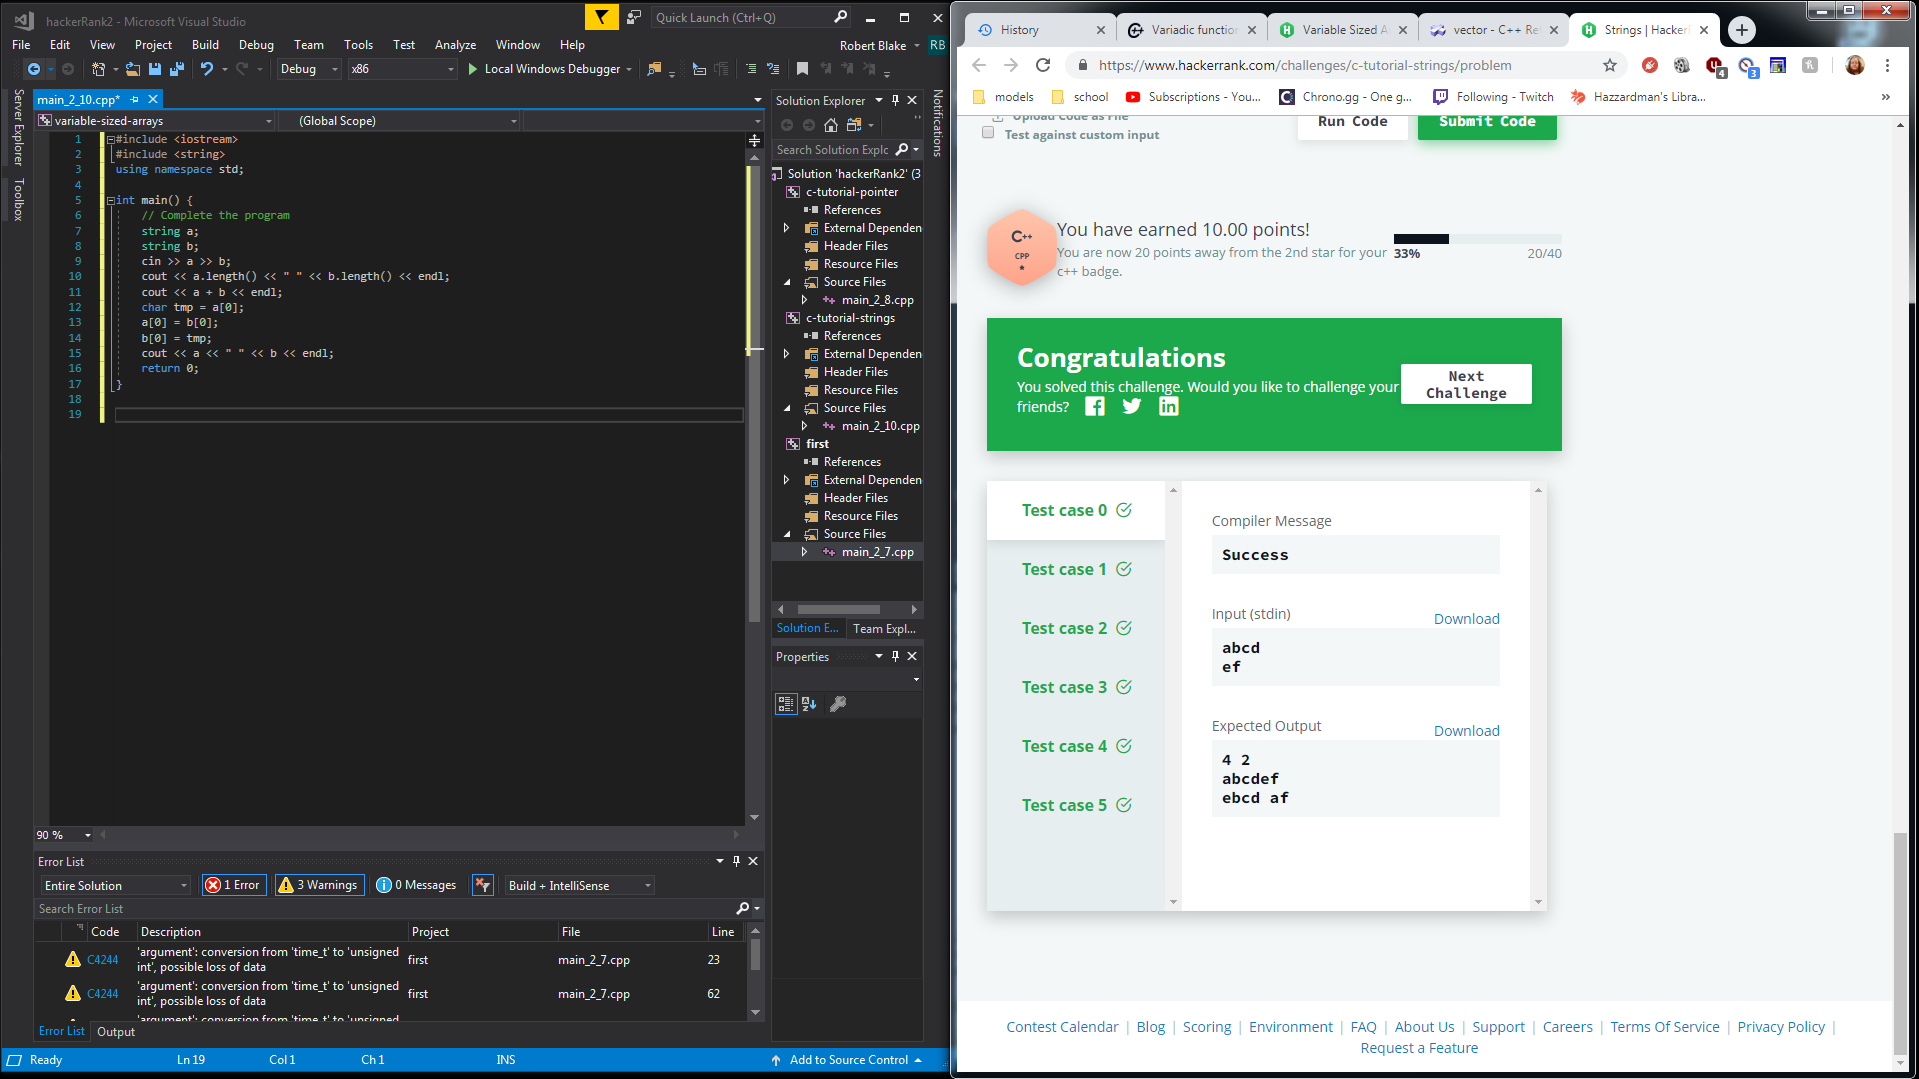 hackerRank2 - Microsoft Visual Studio
Quick Launch (Ctrl+Q)
File Edit View Project Build Debug Team Tools Test Analyze Window Help
Robert Blake RB
Debug x86 Local Windows Debugger
Server Explorer
Toolbox
main_2_10.cpp*
variable-sized-arrays (Global Scope)
1 #include <iostream>
2 #include <string>
3 using namespace std;
4
5 int main() {
6 // Complete the program
7 string a;
8 string b;
9 cin >> a >> b;
10 cout << a.length() << " " << b.length() << endl;
11 cout << a + b << endl;
12 char tmp = a[0];
13 a[0] = b[0];
14 b[0] = tmp;
15 cout << a << " " << b << endl;
16 return 0;
17 }
18
19
90 %
Solution Explorer
Notifications
Search Solution Explc
Solution 'hackerRank2' (3
c-tutorial-pointer
References
External Dependen
Header Files
Resource Files
Source Files
main_2_8.cpp
c-tutorial-strings
References
External Dependen
Header Files
Resource Files
Source Files
main_2_10.cpp
first
References
External Dependen
Header Files
Resource Files
Source Files
main_2_7.cpp
Solution E... Team Expl...
Properties
Error List
Entire Solution 1 Error 3 Warnings 0 Messages Build + IntelliSense
Search Error List
Code Description Project File Line
C4244 'argument': conversion from 'time_t' to 'unsigned int', possible loss of data first main_2_7.cpp 23
C4244 'argument': conversion from 'time_t' to 'unsigned int', possible loss of data first main_2_7.cpp 62
'argument': conversion from 'time_t' to 'unsigned
Error List Output
Ready Ln 19 Col 1 Ch 1 INS Add to Source Control
History Variadic function Variable Sized A vector - C++ Re Strings | Hacker
https://www.hackerrank.com/challenges/c-tutorial-strings/problem
4 3
models school Subscriptions - You... Chrono.gg - One g... Following - Twitch Hazzardman's Libra... »
Upload Code as File
Test against custom input
Run Code Submit Code
C++
CPP
You have earned 10.00 points!
You are now 20 points away from the 2nd star for your
c++ badge.
33% 20/40
Congratulations
You solved this challenge. Would you like to challenge your
friends?
Next
Challenge
Test case 0
Test case 1
Test case 2
Test case 3
Test case 4
Test case 5
Compiler Message
Success
Input (stdin) Download
abcd
ef
Expected Output Download
4 2
abcdef
ebcd af
Contest Calendar | Blog | Scoring | Environment | FAQ | About Us | Support | Careers | Terms Of Service | Privacy Policy |
Request a Feature